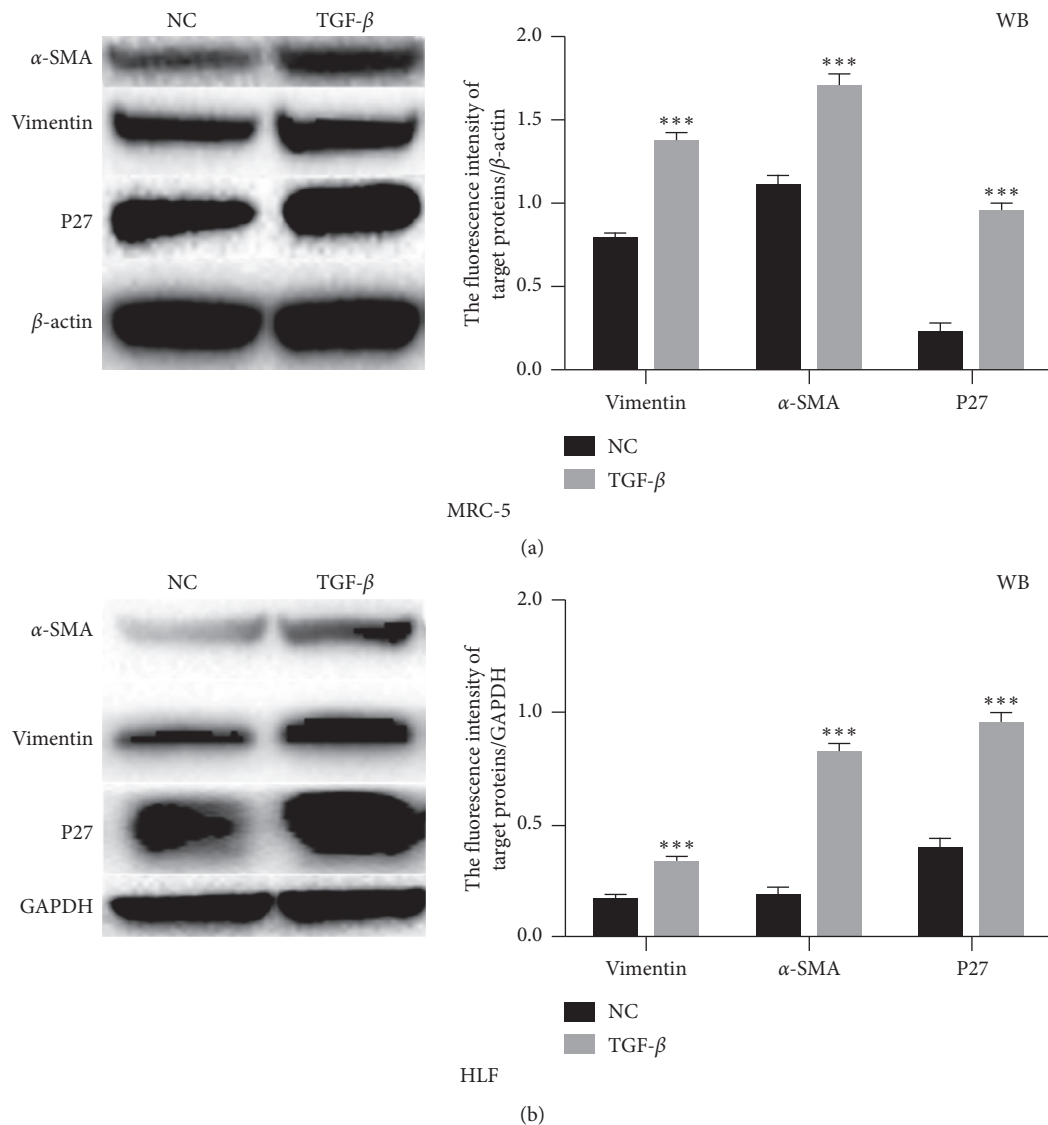 NC TGF-β
α-SMA
Vimentin
P27
β-actin
WB
The fluorescence intensity of
target proteins/β-actin
2.0
1.5
1.0
0.5
0.0
***
***
***
Vimentin α-SMA P27
NC
TGF-β
MRC-5
(a)
NC TGF-β
α-SMA
Vimentin
P27
GAPDH
WB
The fluorescence intensity of
target proteins/GAPDH
2.0
1.0
0.5
0.0
***
***
***
Vimentin α-SMA P27
NC
TGF-β
HLF
(b)